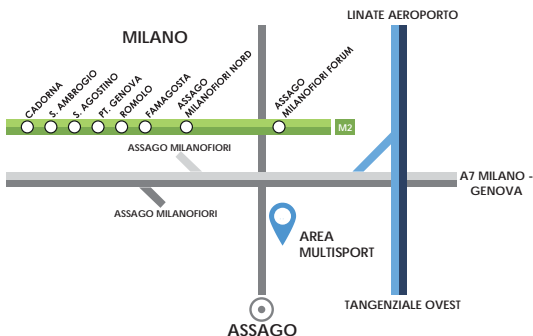 LINATE AEROPORTO
MILANO
CADORNA
S. AMBROGIO
S. AGOSTINO
PT. GENOVA
ROMOLO
FAMAGOSTA
ASSAGO
MILANOFIORI NORD
ASSAGO
MILANOFIORI FORUM
M2
ASSAGO MILANOFIORI
A7 MILANO -
GENOVA
ASSAGO MILANOFIORI
AREA
MULTISPORT
TANGENZIALE OVEST
ASSAGO